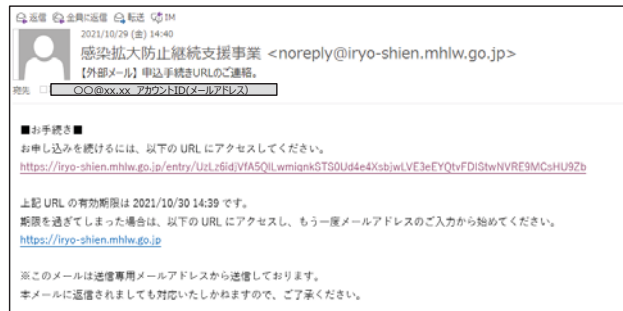 返信 全員に返信 転送 IM
2021/10/29 (金) 14:40
感染拡大防止継続支援事業 <noreply@iryo-shien.mhlw.go.jp>
【外部メール】申込手続きURLのご連絡。
宛先 〇〇@xx.xx アカウントID(メールアドレス)
■お手続き■
お申し込みを続けるには、以下の URL にアクセスしてください。
https://iryo-shien.mhlw.go.jp/entry/UzLz6idjVfA5QILwmiqnkSTS0Ud4e4XsbjwLVE3eEYQtvFDIStwNVRE9MCsHU9Zb
上記 URL の有効期限は 2021/10/30 14:39 です。
期限を過ぎてしまった場合は、以下の URL にアクセスし、もう一度メールアドレスのご入力から始めてください。
https://iryo-shien.mhlw.go.jp
※このメールは送信専用メールアドレスから送信しております。
本メールに返信されましても対応いたしかねますので、ご了承ください。